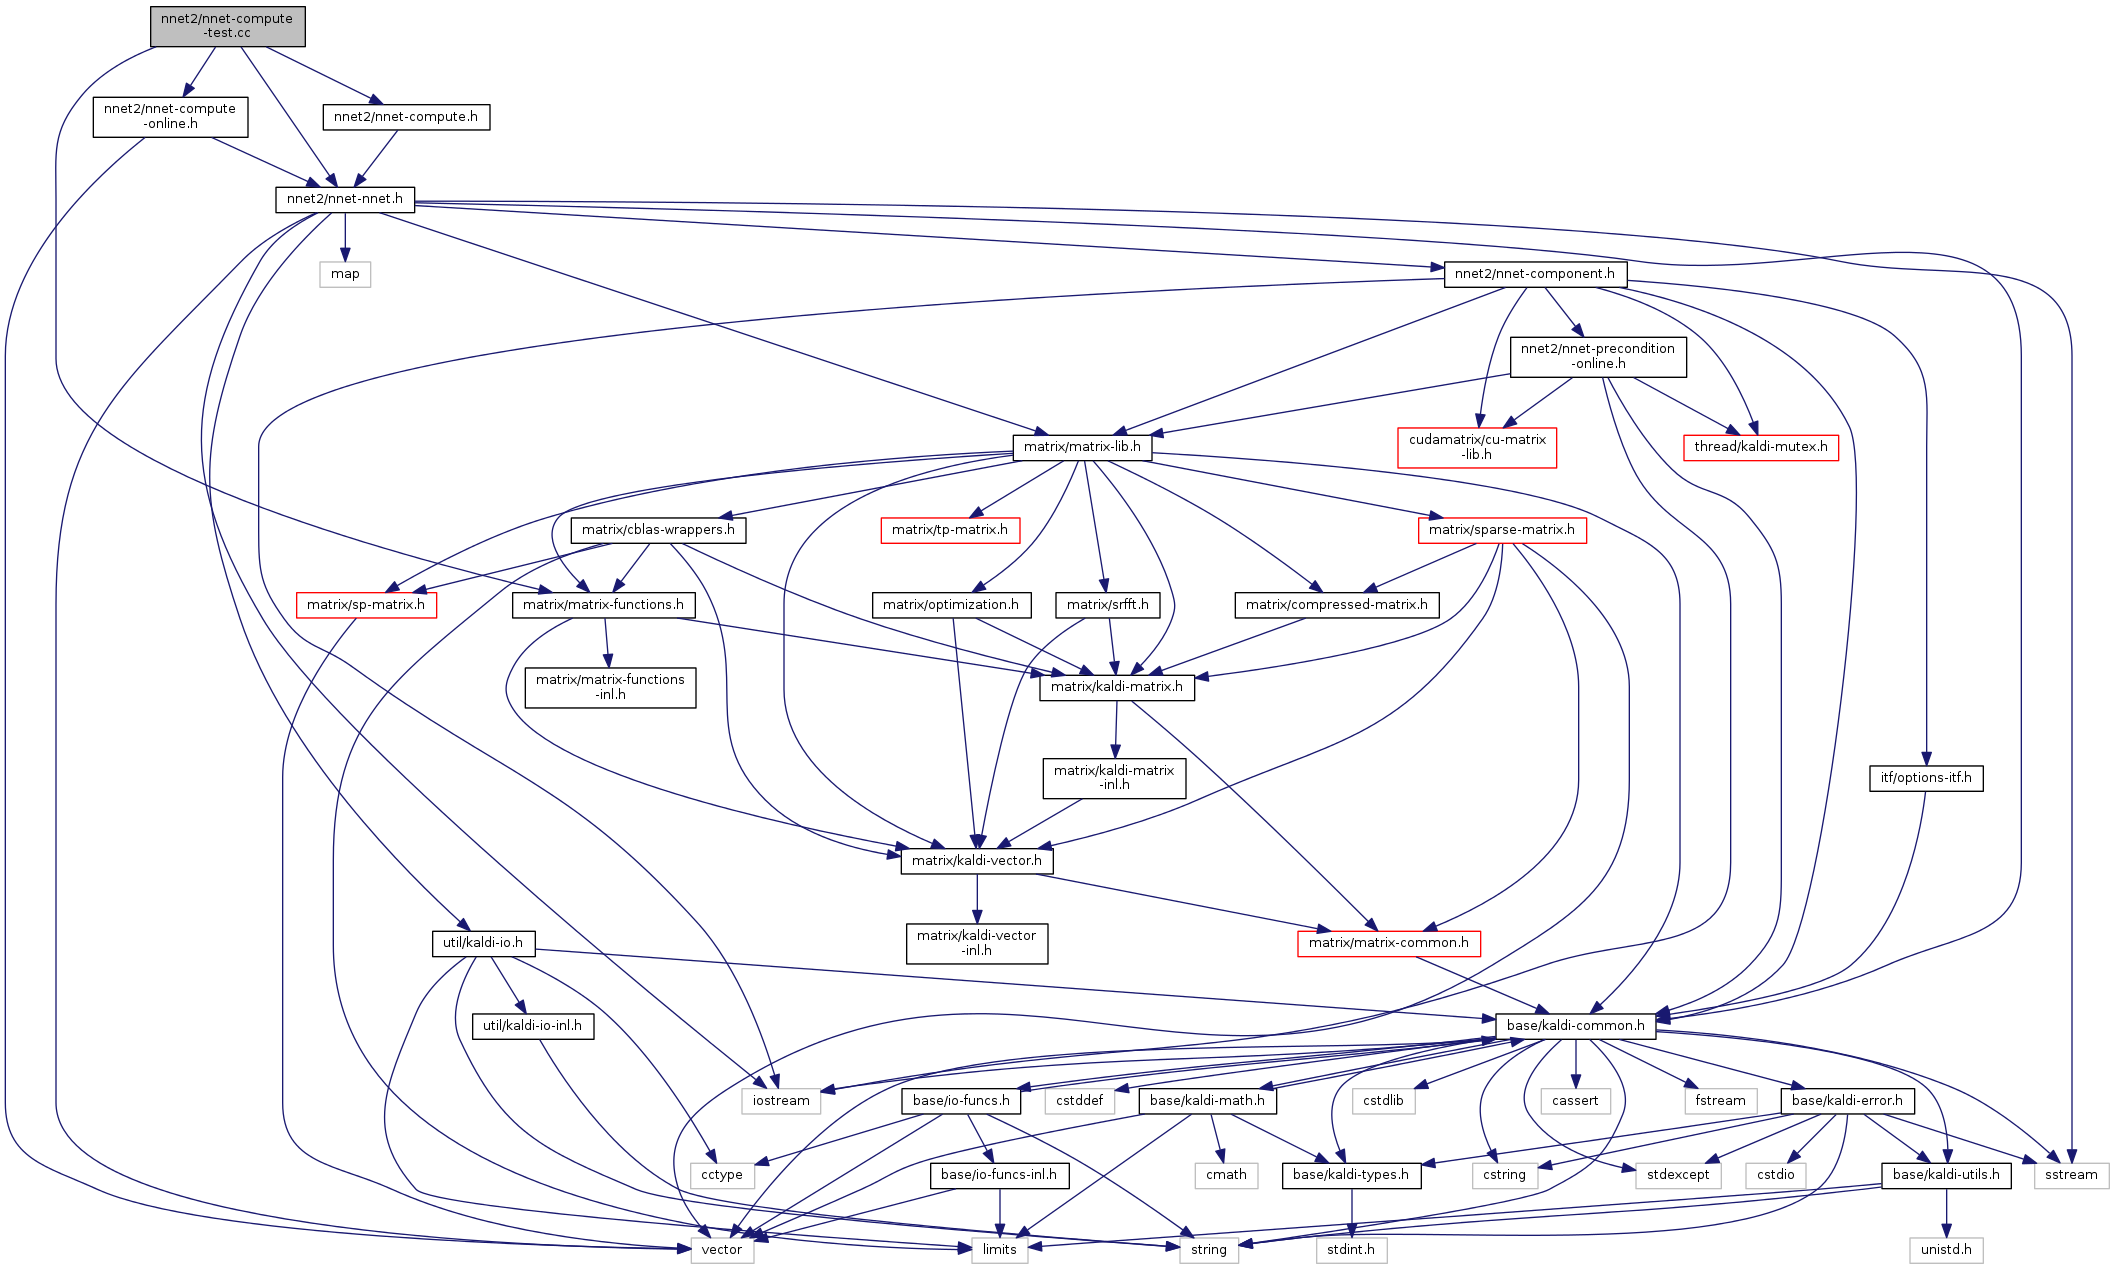 nnet2/nnet-compute
-test.cc
nnet2/nnet-compute
-online.h
nnet2/nnet-compute.h
nnet2/nnet-nnet.h
map
nnet2/nnet-component.h
nnet2/nnet-precondition
-online.h
matrix/matrix-lib.h
cudamatrix/cu-matrix
-lib.h
thread/kaldi-mutex.h
matrix/cblas-wrappers.h
matrix/tp-matrix.h
matrix/sparse-matrix.h
matrix/sp-matrix.h
matrix/matrix-functions.h
matrix/optimization.h
matrix/srfft.h
matrix/compressed-matrix.h
matrix/matrix-functions
-inl.h
matrix/kaldi-matrix.h
matrix/kaldi-matrix
-inl.h
itf/options-itf.h
matrix/kaldi-vector.h
util/kaldi-io.h
matrix/kaldi-vector
-inl.h
matrix/matrix-common.h
util/kaldi-io-inl.h
base/kaldi-common.h
iostream
base/io-funcs.h
cstddef
base/kaldi-math.h
cstdlib
cassert
fstream
base/kaldi-error.h
cctype
base/io-funcs-inl.h
cmath
base/kaldi-types.h
cstring
stdexcept
cstdio
base/kaldi-utils.h
sstream
vector
limits
string
stdint.h
unistd.h